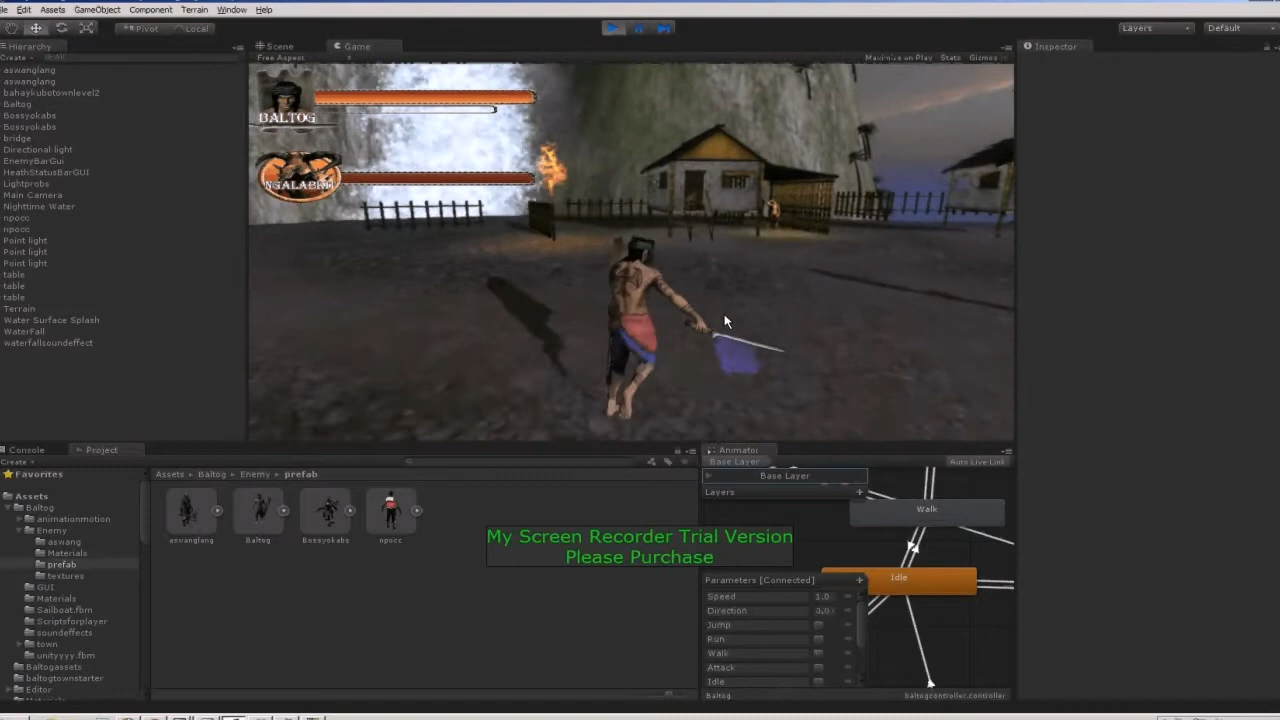 Edit Assets GameObject Component Terrain Window Help
Pivot Local Layers Default
Hierarchy Scene Game Inspector
Create All Free Aspect Maximize on Play Stats Gizmos
aswanglang
aswanglang
bahaykubotownlevel2
Baltog
Bossyokabs
Bossyokabs
bridge
Directional light
EnemyBarGui
HeathStatusBarGUI
Lightprobs
Main Camera
Nighttime Water
npocc
npocc
Point light
Point light
Point light
table
table
table
Terrain
Water Surface Splash
WaterFall
waterfallsoundeffect
BALTOG
Console Project
Create
Favorites
Assets
Baltog
animationmotion
Enemy
aswang
Materials
prefab
textures
GUI
Materials
Sailboat.fbm
Scriptsforplayer
soundeffects
town
unityyyy.fbm
Baltogassets
baltogtownstarter
Editor
Assets Baltog Enemy prefab
aswanglang Baltog Bossyokabs npocc
My Screen Recorder Trial Version
Please Purchase
Animator
Base Layer Auto Live Link
Base Layer
Layers
Walk
Idle
Parameters [Connected]
Speed 1.0
Direction 0.0
Jump
Run
Walk
Attack
Idle
Baltog baltogcontroller.controller